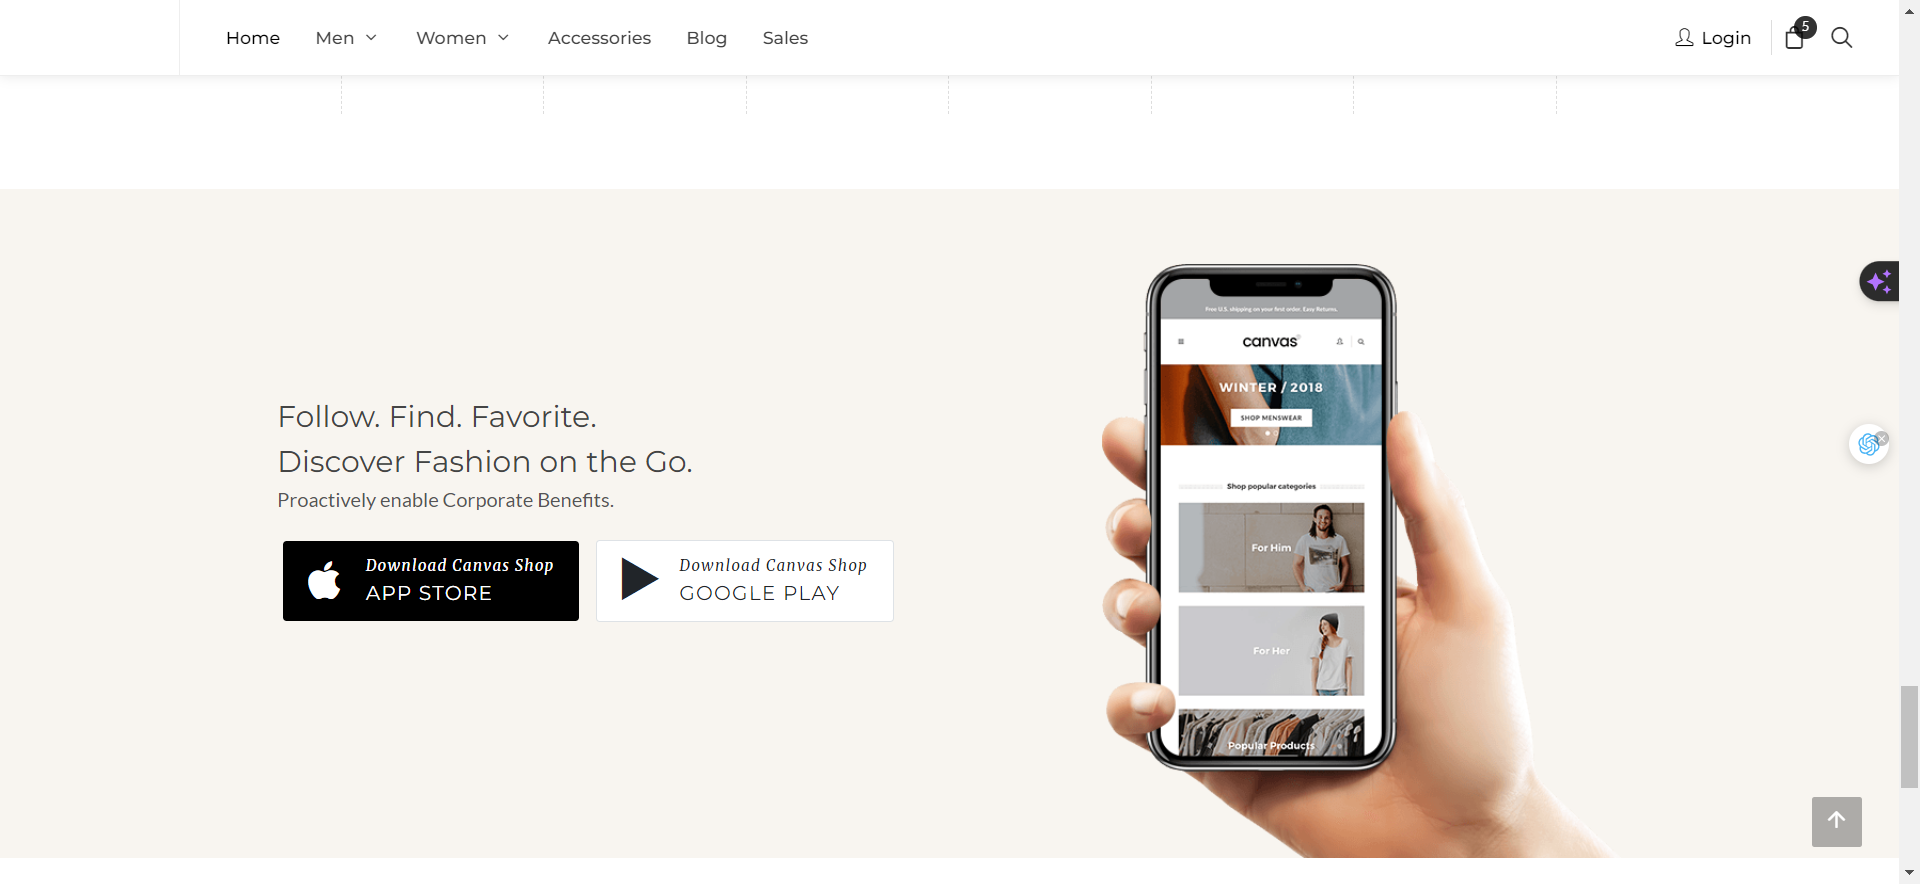 Home
Men
Women
Accessories
Blog
Sales
Login
5
Free U.S. shipping on your first order. Easy Returns.
canvas
WINTER / 2018
SHOP MENSWEAR
Shop popular categories
For Him
For Her
Popular Products
Follow. Find. Favorite.
Discover Fashion on the Go.
Proactively enable Corporate Benefits.
Download Canvas Shop
APP STORE
Download Canvas Shop
GOOGLE PLAY